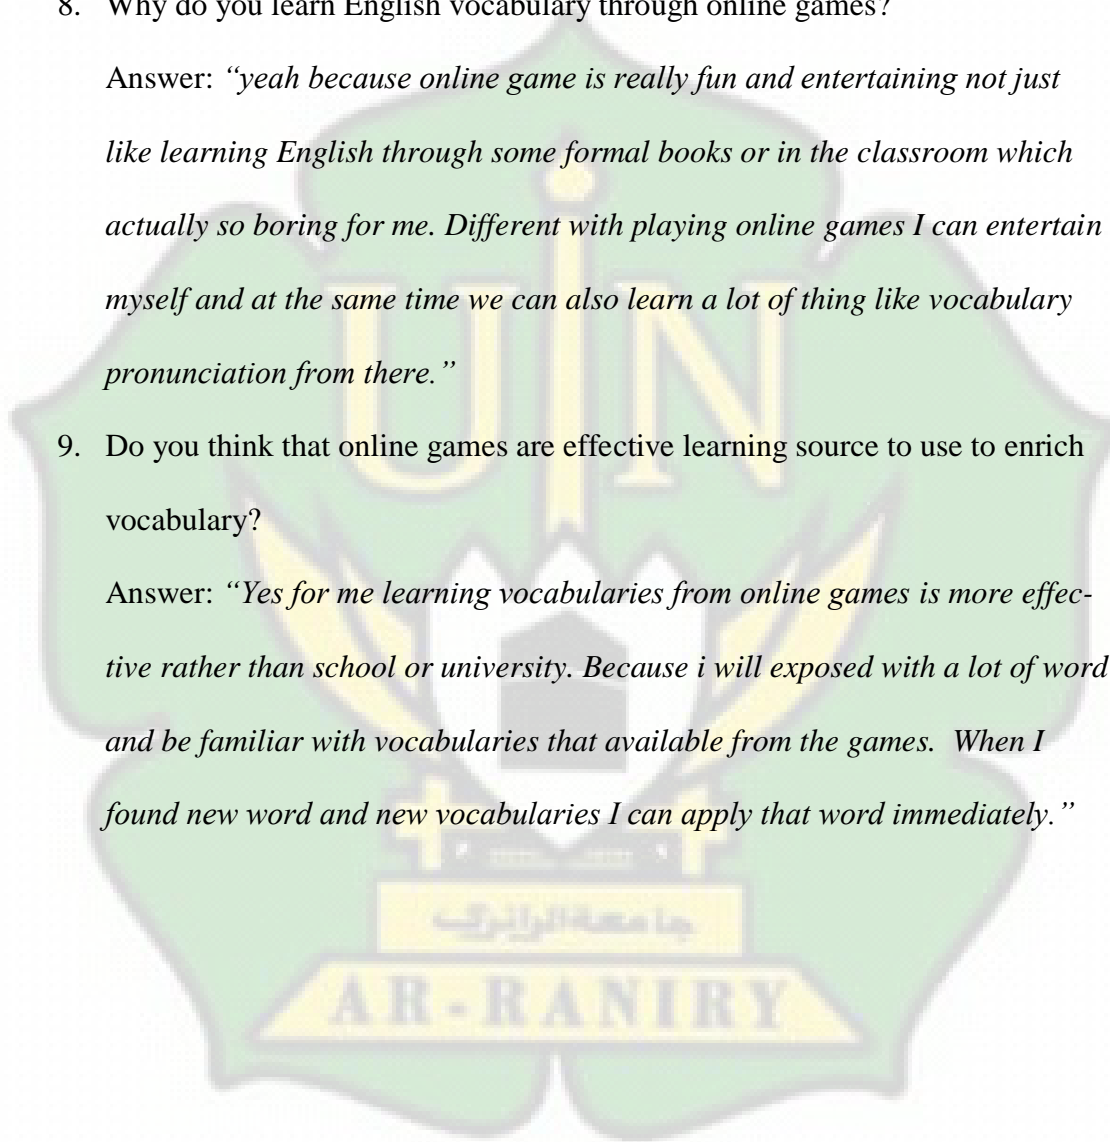 8. Why do you learn English vocabulary through online games?
Answer: “yeah because online game is really fun and entertaining not just
like learning English through some formal books or in the classroom which
actually so boring for me. Different with playing online games I can entertain
myself and at the same time we can also learn a lot of thing like vocabulary
pronunciation from there.”
9. Do you think that online games are effective learning source to use to enrich
vocabulary?
Answer: “Yes for me learning vocabularies from online games is more effec-
tive rather than school or university. Because i will exposed with a lot of word
and be familiar with vocabularies that available from the games. When I
found new word and new vocabularies I can apply that word immediately.”
UIN
جامعة الرانري
AR-RANIRY